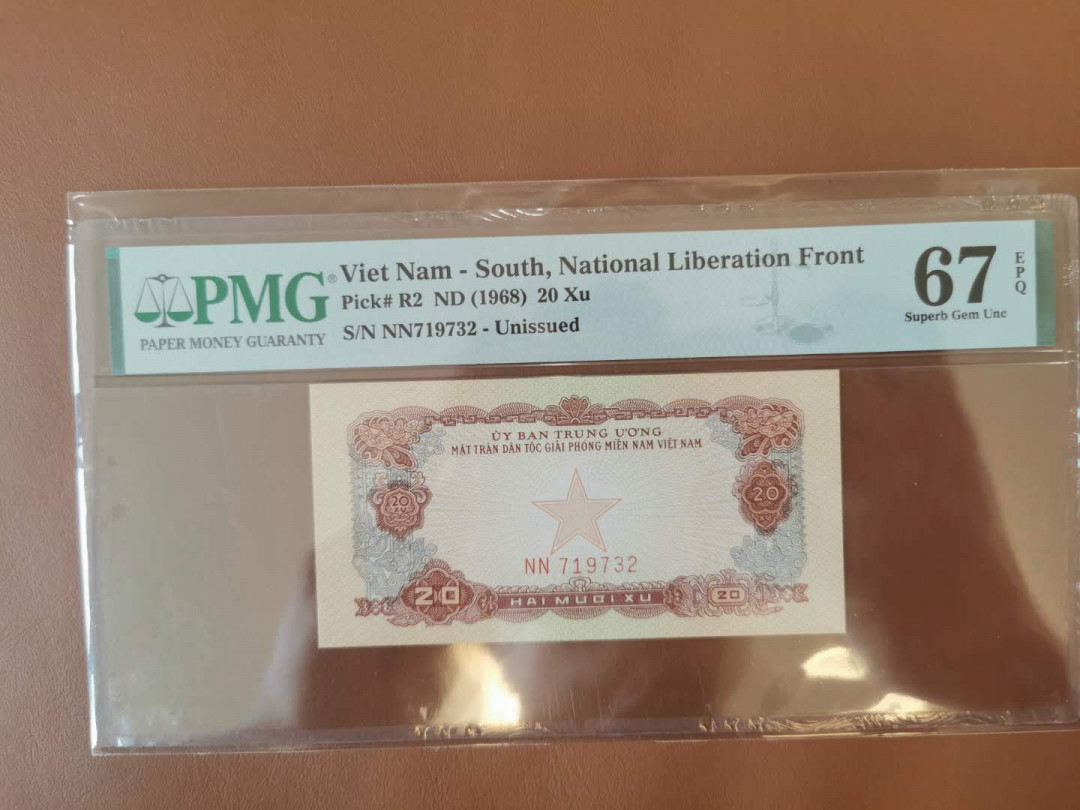 PMG®
PAPER MONEY GUARANTY
Viet Nam - South, National Liberation Front
Pick# R2 ND (1968) 20 Xu
S/N NN719732 - Unissued
67
EPQ
Superb Gem Unc
ỦY BAN TRUNG ƯƠNG
MẶT TRẬN DÂN TỘC GIẢI PHÓNG MIỀN NAM VIỆT NAM
20
XU
20
XU
NN 719732
20
HAI MƯƠI XU
20